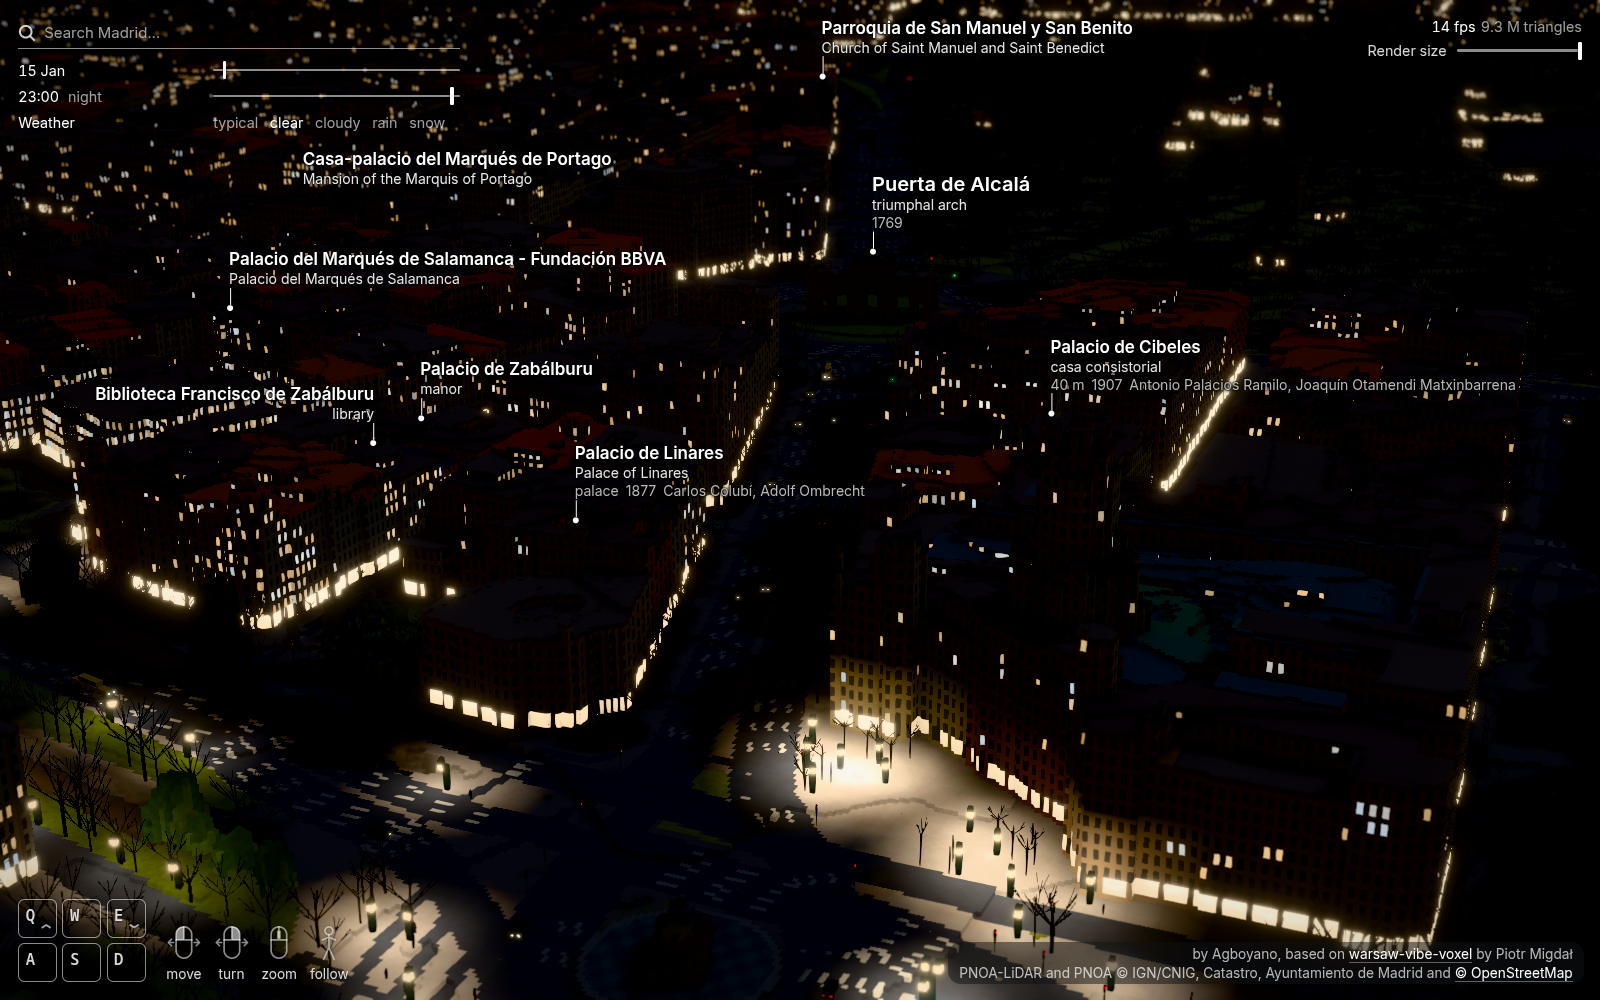 Search Madrid...
15 Jan
23:00 night
Weather
typical clear cloudy rain snow
14 fps 9.3 M triangles
Render size
Parroquia de San Manuel y San Benito
Church of Saint Manuel and Saint Benedict
Casa-palacio del Marqués de Portago
Mansion of the Marquis of Portago
Puerta de Alcalá
triumphal arch
1769
Palacio del Marqués de Salamanca - Fundación BBVA
Palacio del Marqués de Salamanca
Palacio de Cibeles
casa consistorial
40 m 1907 Antonio Palacios Ramilo, Joaquín Otamendi Matxinbarrena
Palacio de Zabálburu
manor
Biblioteca Francisco de Zabálburu
library
Palacio de Linares
Palace of Linares
palace 1877 Carlos Colubí, Adolf Ombrecht
Q W E
A S D
move turn zoom follow
by Agboyano, based on warsaw-vibe-voxel by Piotr Migdał
PNOA-LiDAR and PNOA © IGN/CNIG, Catastro, Ayuntamiento de Madrid and © OpenStreetMap